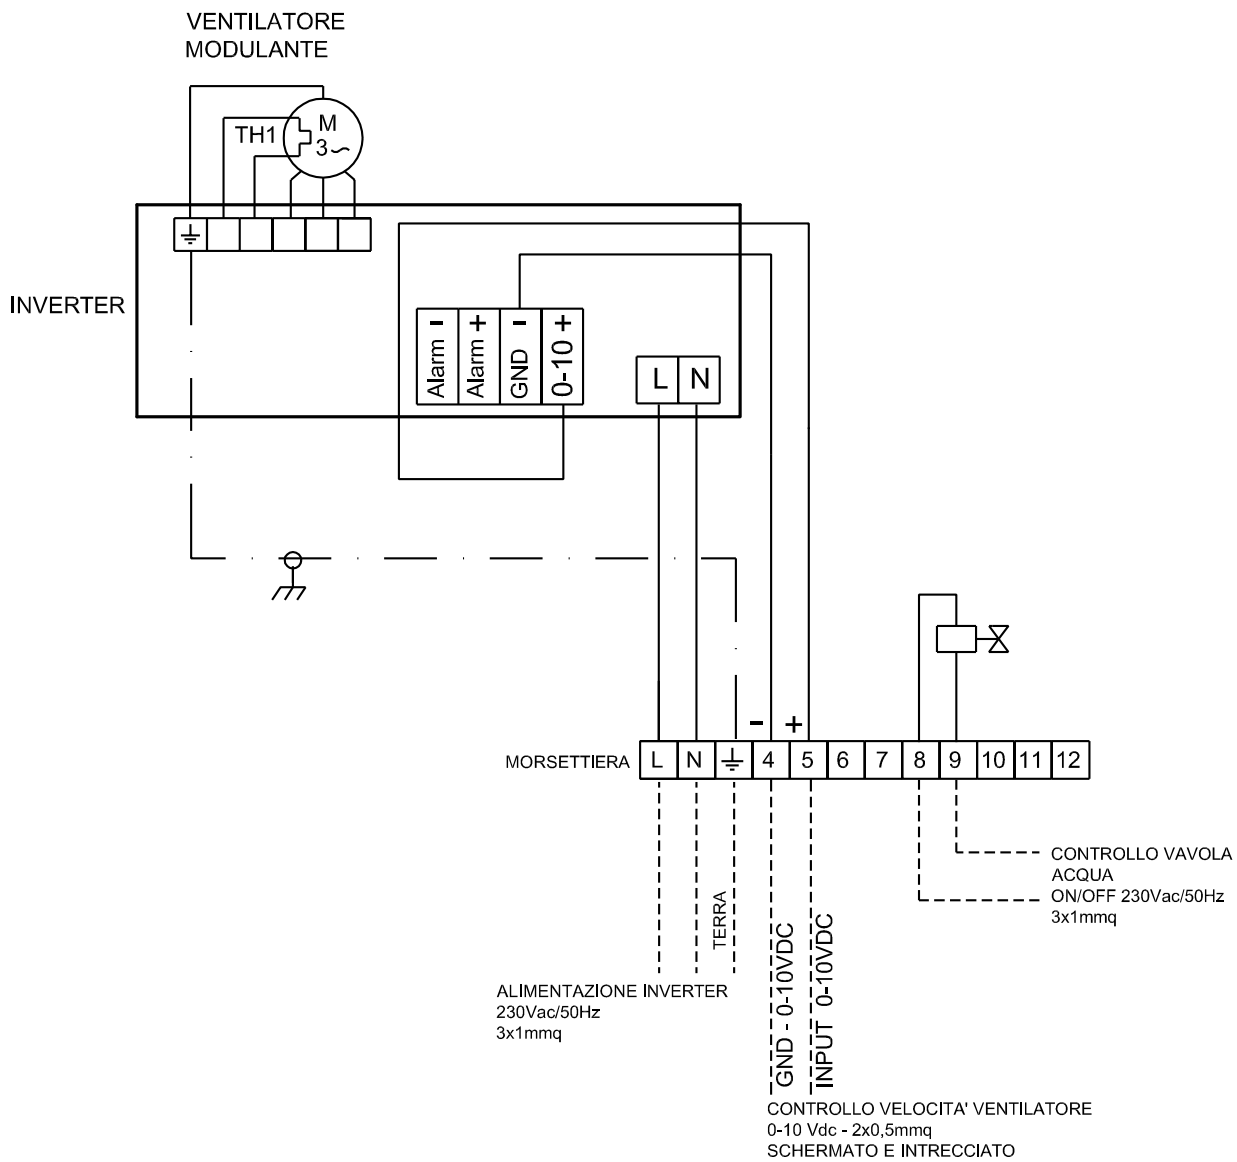 VENTILATORE
MODULANTE
TH1
M
3~
INVERTER
Alarm -
Alarm +
GND -
0-10 +
L N
- +
MORSETTIERA L N 4 5 6 7 8 9 10 11 12
CONTROLLO VAVOLA
ACQUA
ON/OFF 230Vac/50Hz
3x1mmq
TERRA
GND - 0-10VDC
INPUT 0-10VDC
ALIMENTAZIONE INVERTER
230Vac/50Hz
3x1mmq
CONTROLLO VELOCITA' VENTILATORE
0-10 Vdc - 2x0,5mmq
SCHERMATO E INTRECCIATO